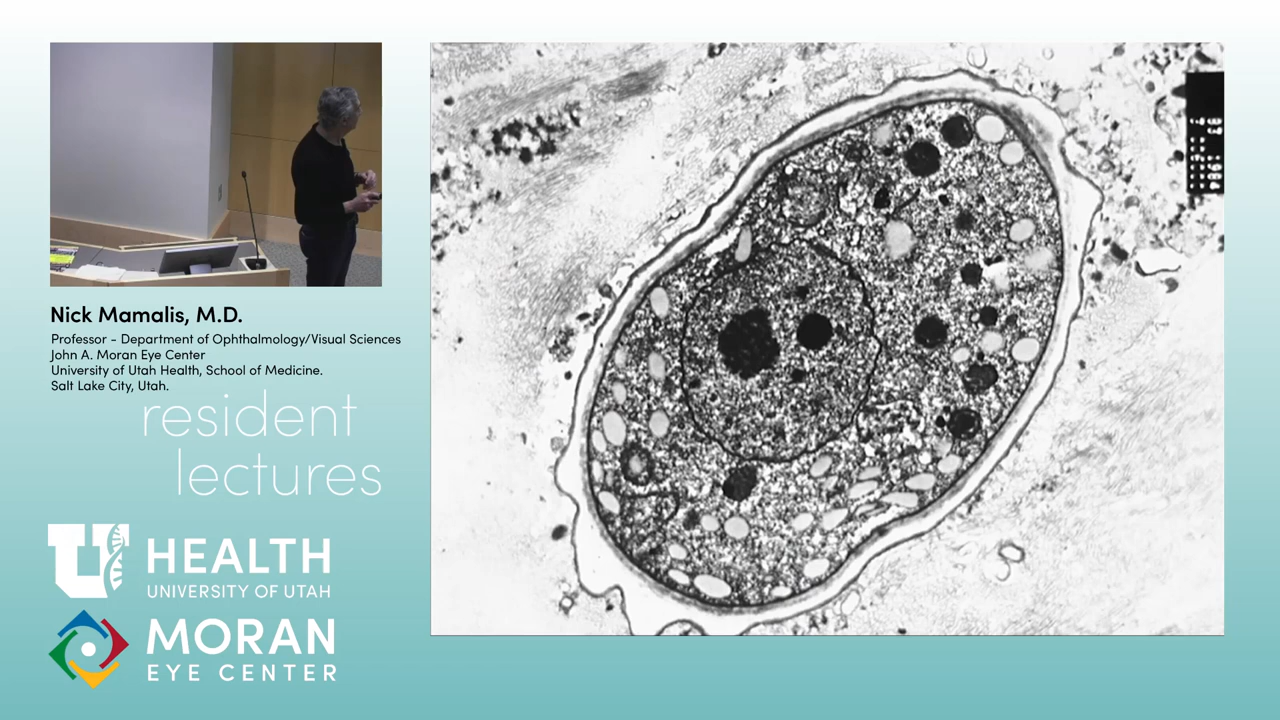 Nick Mamalis, M.D.
Professor - Department of Ophthalmology/Visual Sciences
John A. Moran Eye Center
University of Utah Health, School of Medicine.
Salt Lake City, Utah.
resident
lectures
U HEALTH
UNIVERSITY OF UTAH
MORAN
EYE CENTER